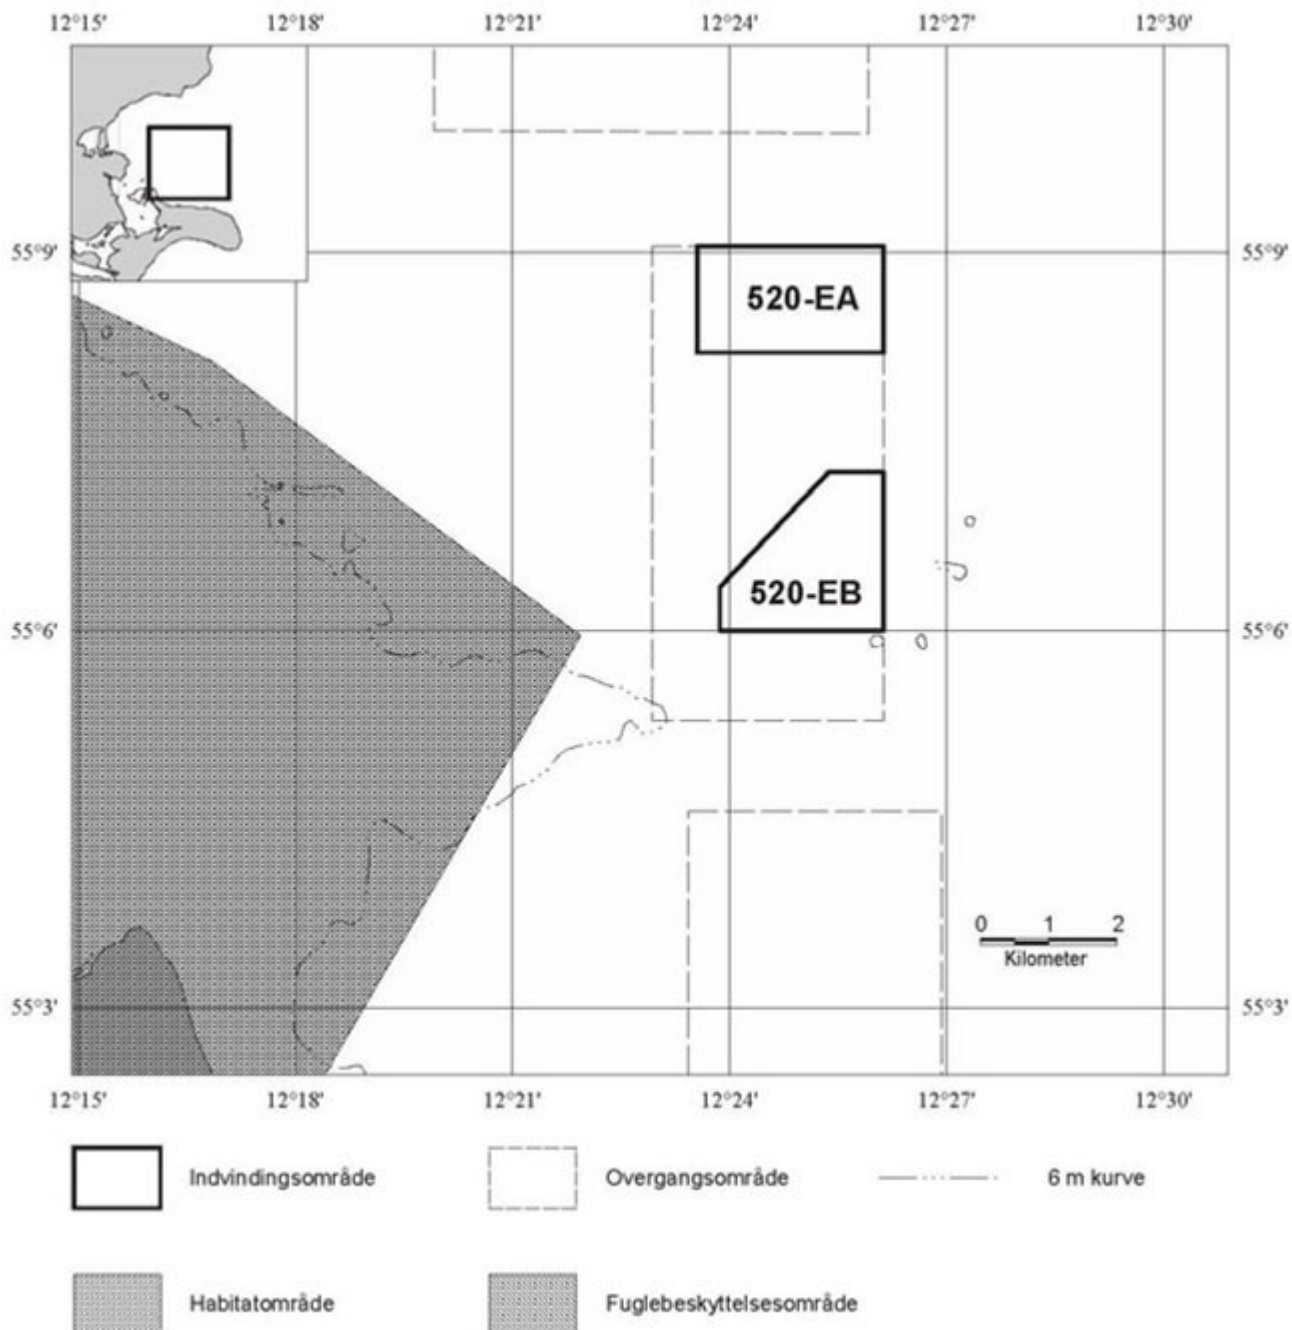 12°15' 12°18' 12°21' 12°24' 12°27' 12°30'
55°9' 55°9'
520-EA
520-EB
55°6' 55°6'
0 1 2
Kilometer
55°3' 55°3'
12°15' 12°18' 12°21' 12°24' 12°27' 12°30'
Indvindingsområde Overgangsområde 6 m kurve
Habitatområde Fuglebeskyttelsesområde